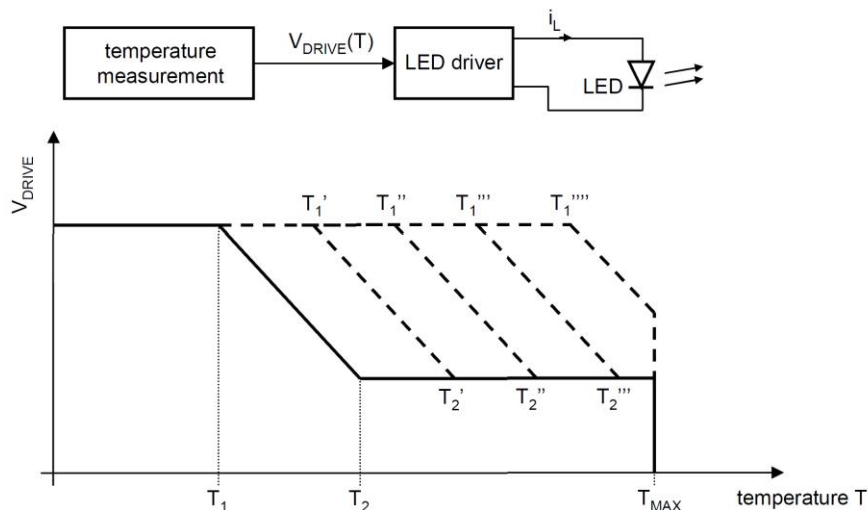 temperature
measurement
V_DRIVE(T)
LED driver
i_L
LED
V_DRIVE
T_1' T_1'' T_1''' T_1''''
T_2' T_2'' T_2'''
T_1 T_2 T_MAX temperature T